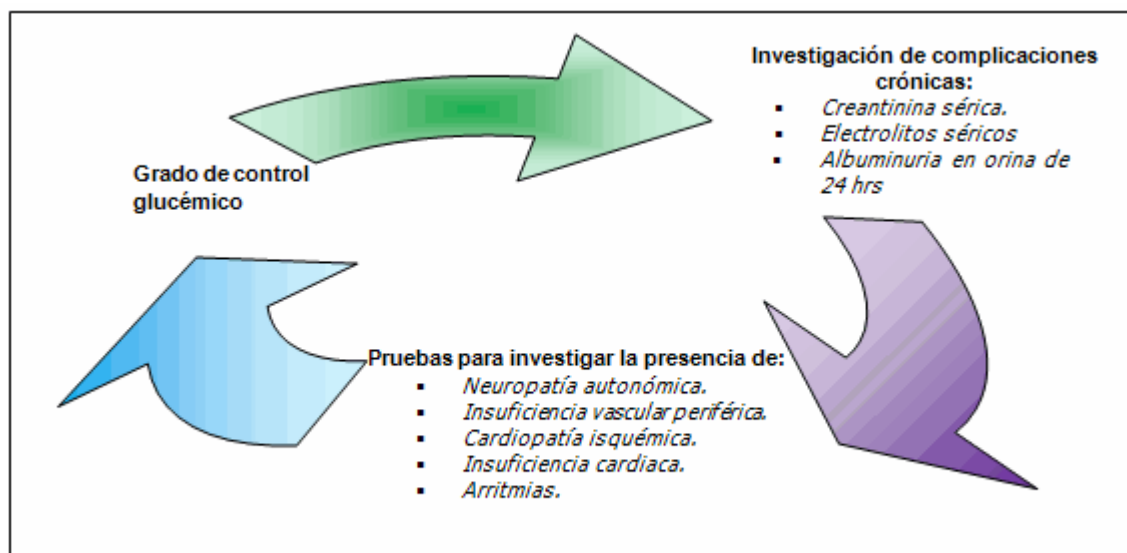 Grado de control
glucémico
Investigación de complicaciones
crónicas:
▪ Creantinina sérica.
▪ Electrolitos séricos
▪ Albuminuria en orina de
24 hrs
Pruebas para investigar la presencia de:
▪ Neuropatía autonómica.
▪ Insuficiencia vascular periférica.
▪ Cardiopatía isquémica.
▪ Insuficiencia cardiaca.
▪ Arritmias.